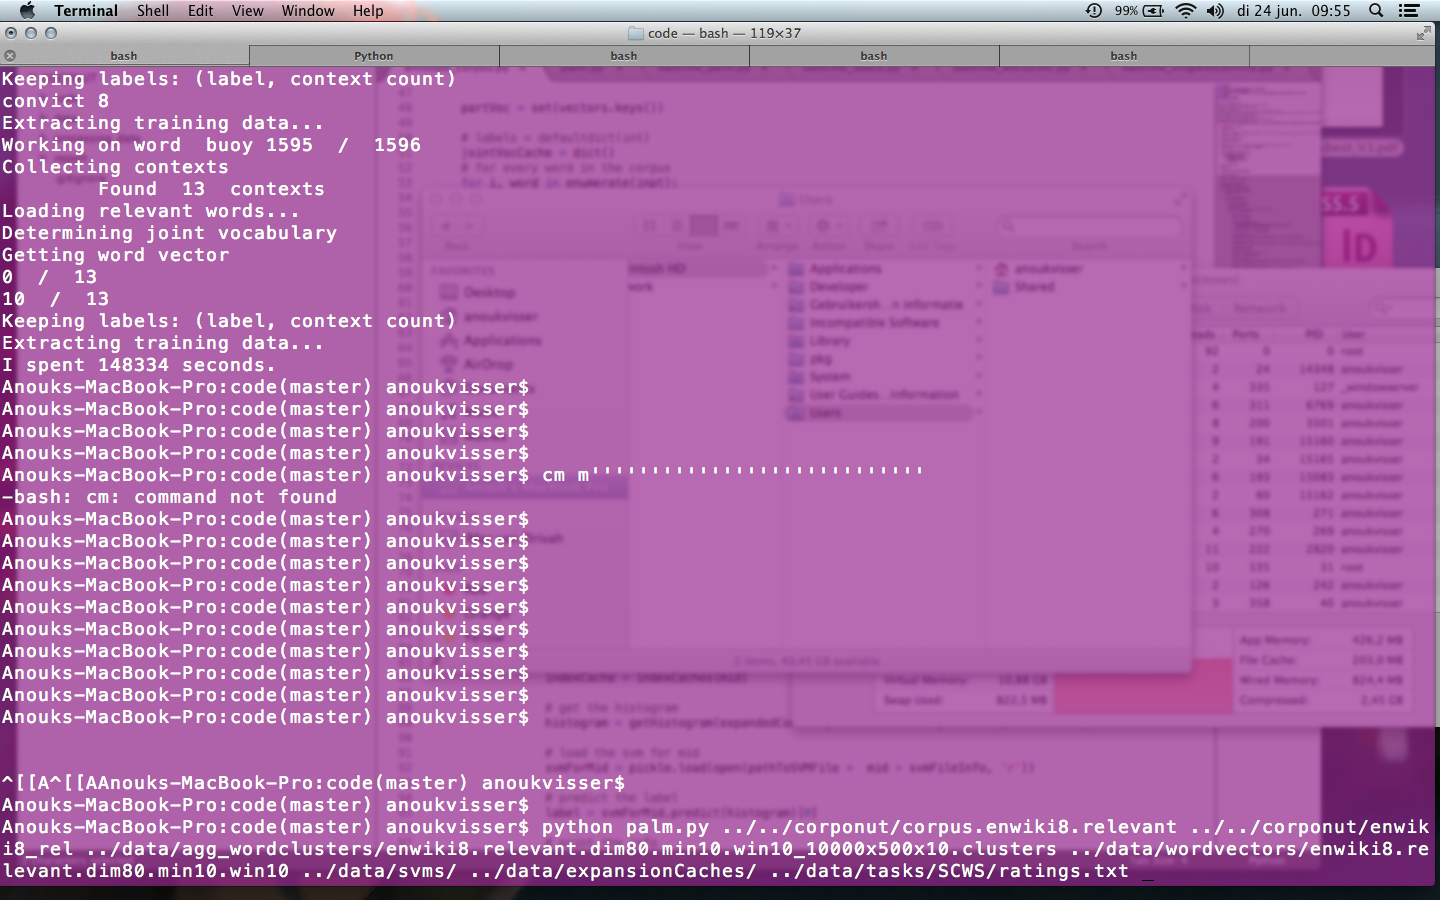 Terminal Shell Edit View Window Help 99% di 24 jun. 09:55
code — bash — 119×37
bash Python bash bash bash
Keeping labels: (label, context count)
convict 8
Extracting training data...
Working on word  buoy 1595  /  1596
Collecting contexts
        Found  13  contexts
Loading relevant words...
Determining joint vocabulary
Getting word vector
0  /  13
10  /  13
Keeping labels: (label, context count)
Extracting training data...
I spent 148334 seconds.
Anouks-MacBook-Pro:code(master) anoukvisser$
Anouks-MacBook-Pro:code(master) anoukvisser$
Anouks-MacBook-Pro:code(master) anoukvisser$
Anouks-MacBook-Pro:code(master) anoukvisser$
Anouks-MacBook-Pro:code(master) anoukvisser$ cm m''''''''''''''''''''''''''''
-bash: cm: command not found
Anouks-MacBook-Pro:code(master) anoukvisser$
Anouks-MacBook-Pro:code(master) anoukvisser$
Anouks-MacBook-Pro:code(master) anoukvisser$
Anouks-MacBook-Pro:code(master) anoukvisser$
Anouks-MacBook-Pro:code(master) anoukvisser$
Anouks-MacBook-Pro:code(master) anoukvisser$
Anouks-MacBook-Pro:code(master) anoukvisser$
Anouks-MacBook-Pro:code(master) anoukvisser$
Anouks-MacBook-Pro:code(master) anoukvisser$
Anouks-MacBook-Pro:code(master) anoukvisser$
^[[A^[[AAnouks-MacBook-Pro:code(master) anoukvisser$
Anouks-MacBook-Pro:code(master) anoukvisser$
Anouks-MacBook-Pro:code(master) anoukvisser$ python palm.py ../../corponut/corpus.enwiki8.relevant ../../corponut/enwik
i8_rel ../data/agg_wordclusters/enwiki8.relevant.dim80.min10.win10_10000x500x10.clusters ../data/wordvectors/enwiki8.re
levant.dim80.min10.win10 ../data/svms/ ../data/expansionCaches/ ../data/tasks/SCWS/ratings.txt _